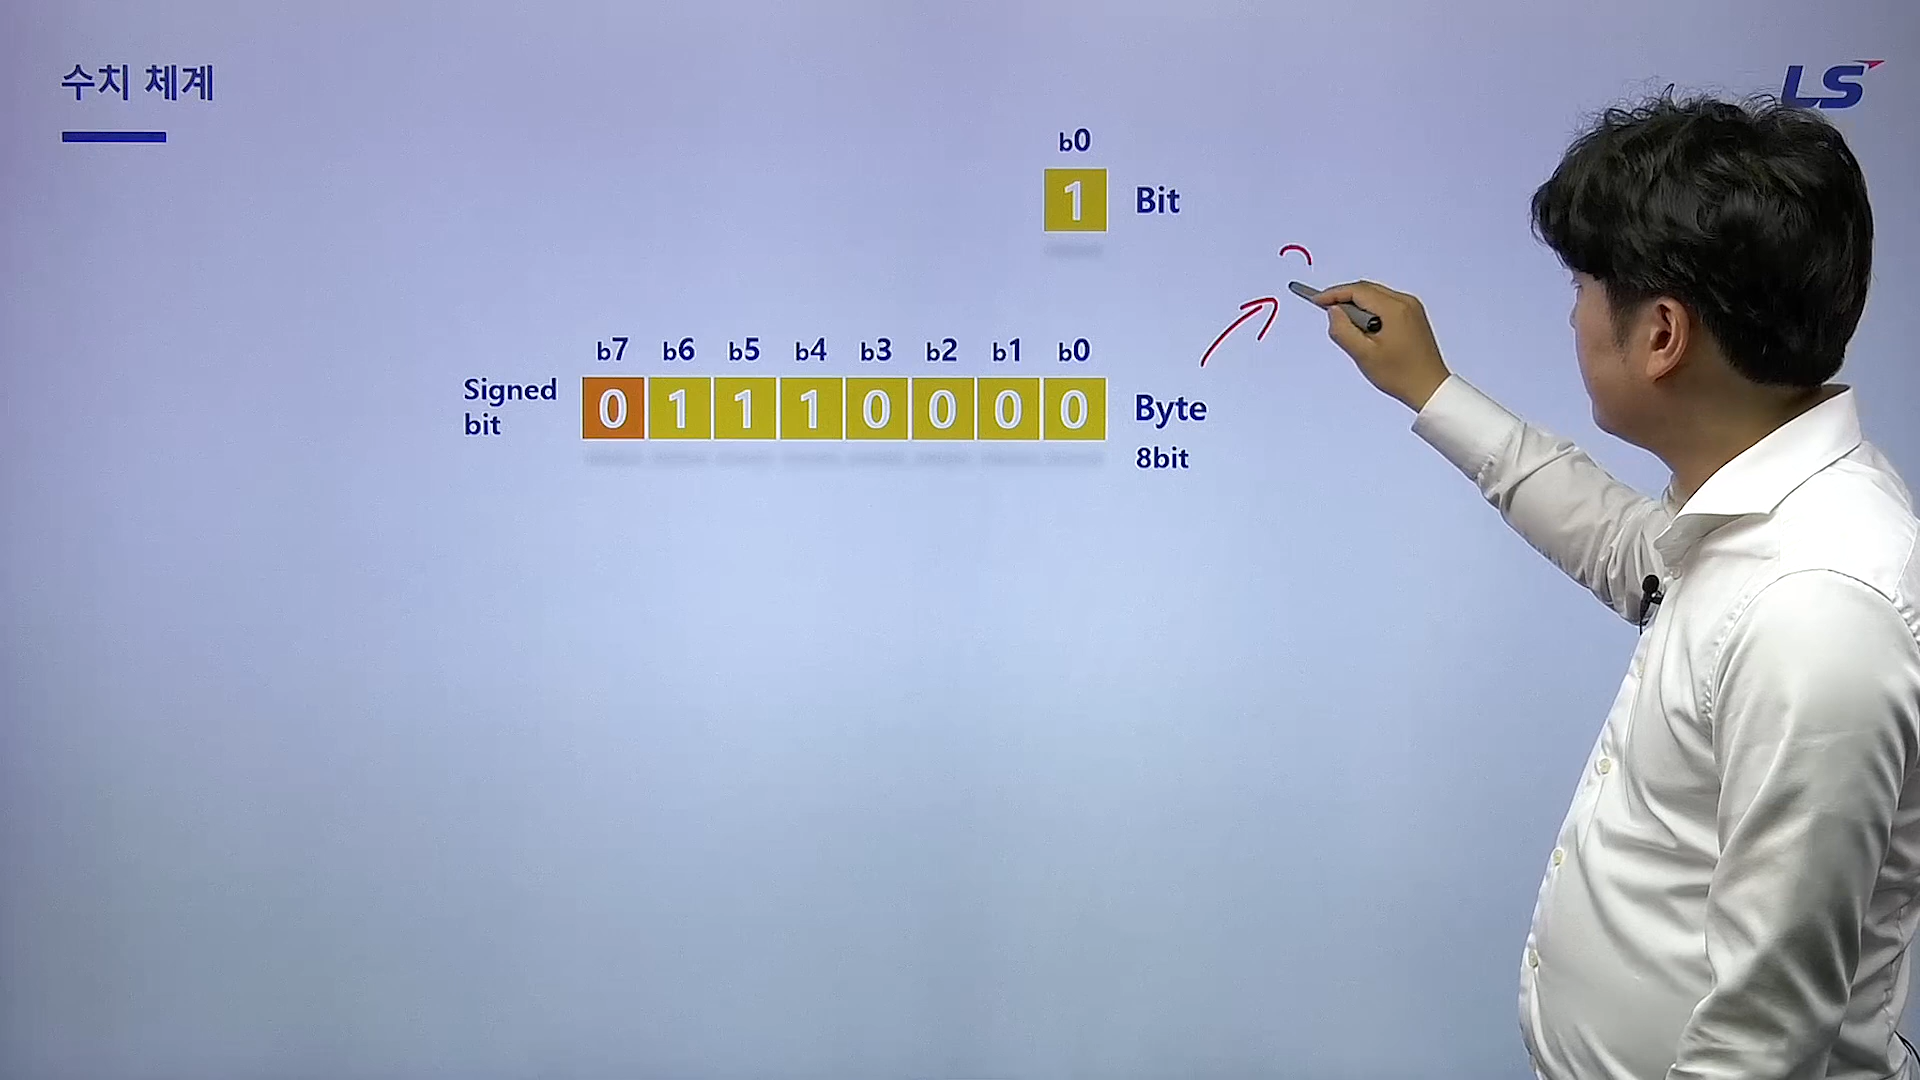 수치 체계
LS
b0
1 Bit
b7 b6 b5 b4 b3 b2 b1 b0
Signed bit
0 1 1 1 0 0 0 0 Byte
8bit